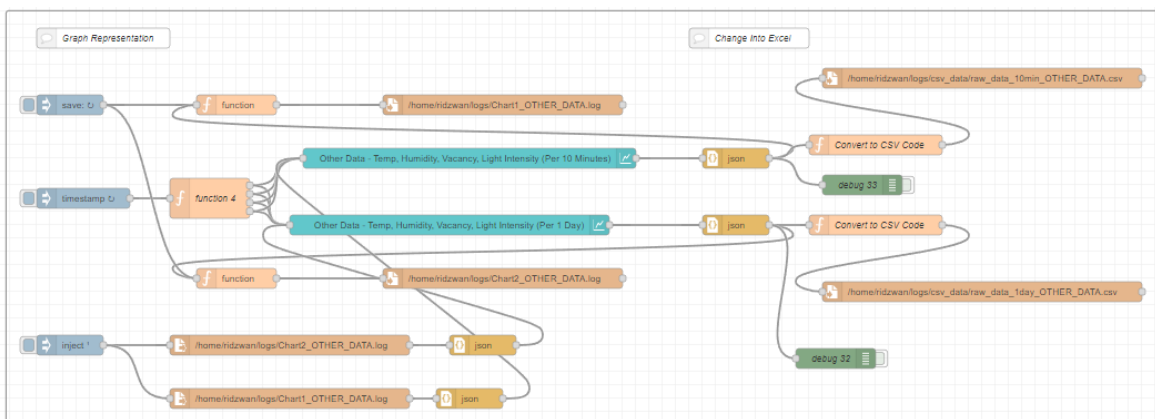 Graph Representation
Change Into Excel
/home/ridzwan/logs/csv_data/raw_data_10min_OTHER_DATA.csv
save: ↻
function
/home/ridzwan/logs/Chart1_OTHER_DATA.log
Convert to CSV Code
Other Data - Temp, Humidity, Vacancy, Light Intensity (Per 10 Minutes)
json
debug 33
timestamp ↻
function 4
Other Data - Temp, Humidity, Vacancy, Light Intensity (Per 1 Day)
json
Convert to CSV Code
function
/home/ridzwan/logs/Chart2_OTHER_DATA.log
/home/ridzwan/logs/csv_data/raw_data_1day_OTHER_DATA.csv
inject ¹
/home/ridzwan/logs/Chart2_OTHER_DATA.log
json
debug 32
/home/ridzwan/logs/Chart1_OTHER_DATA.log
json